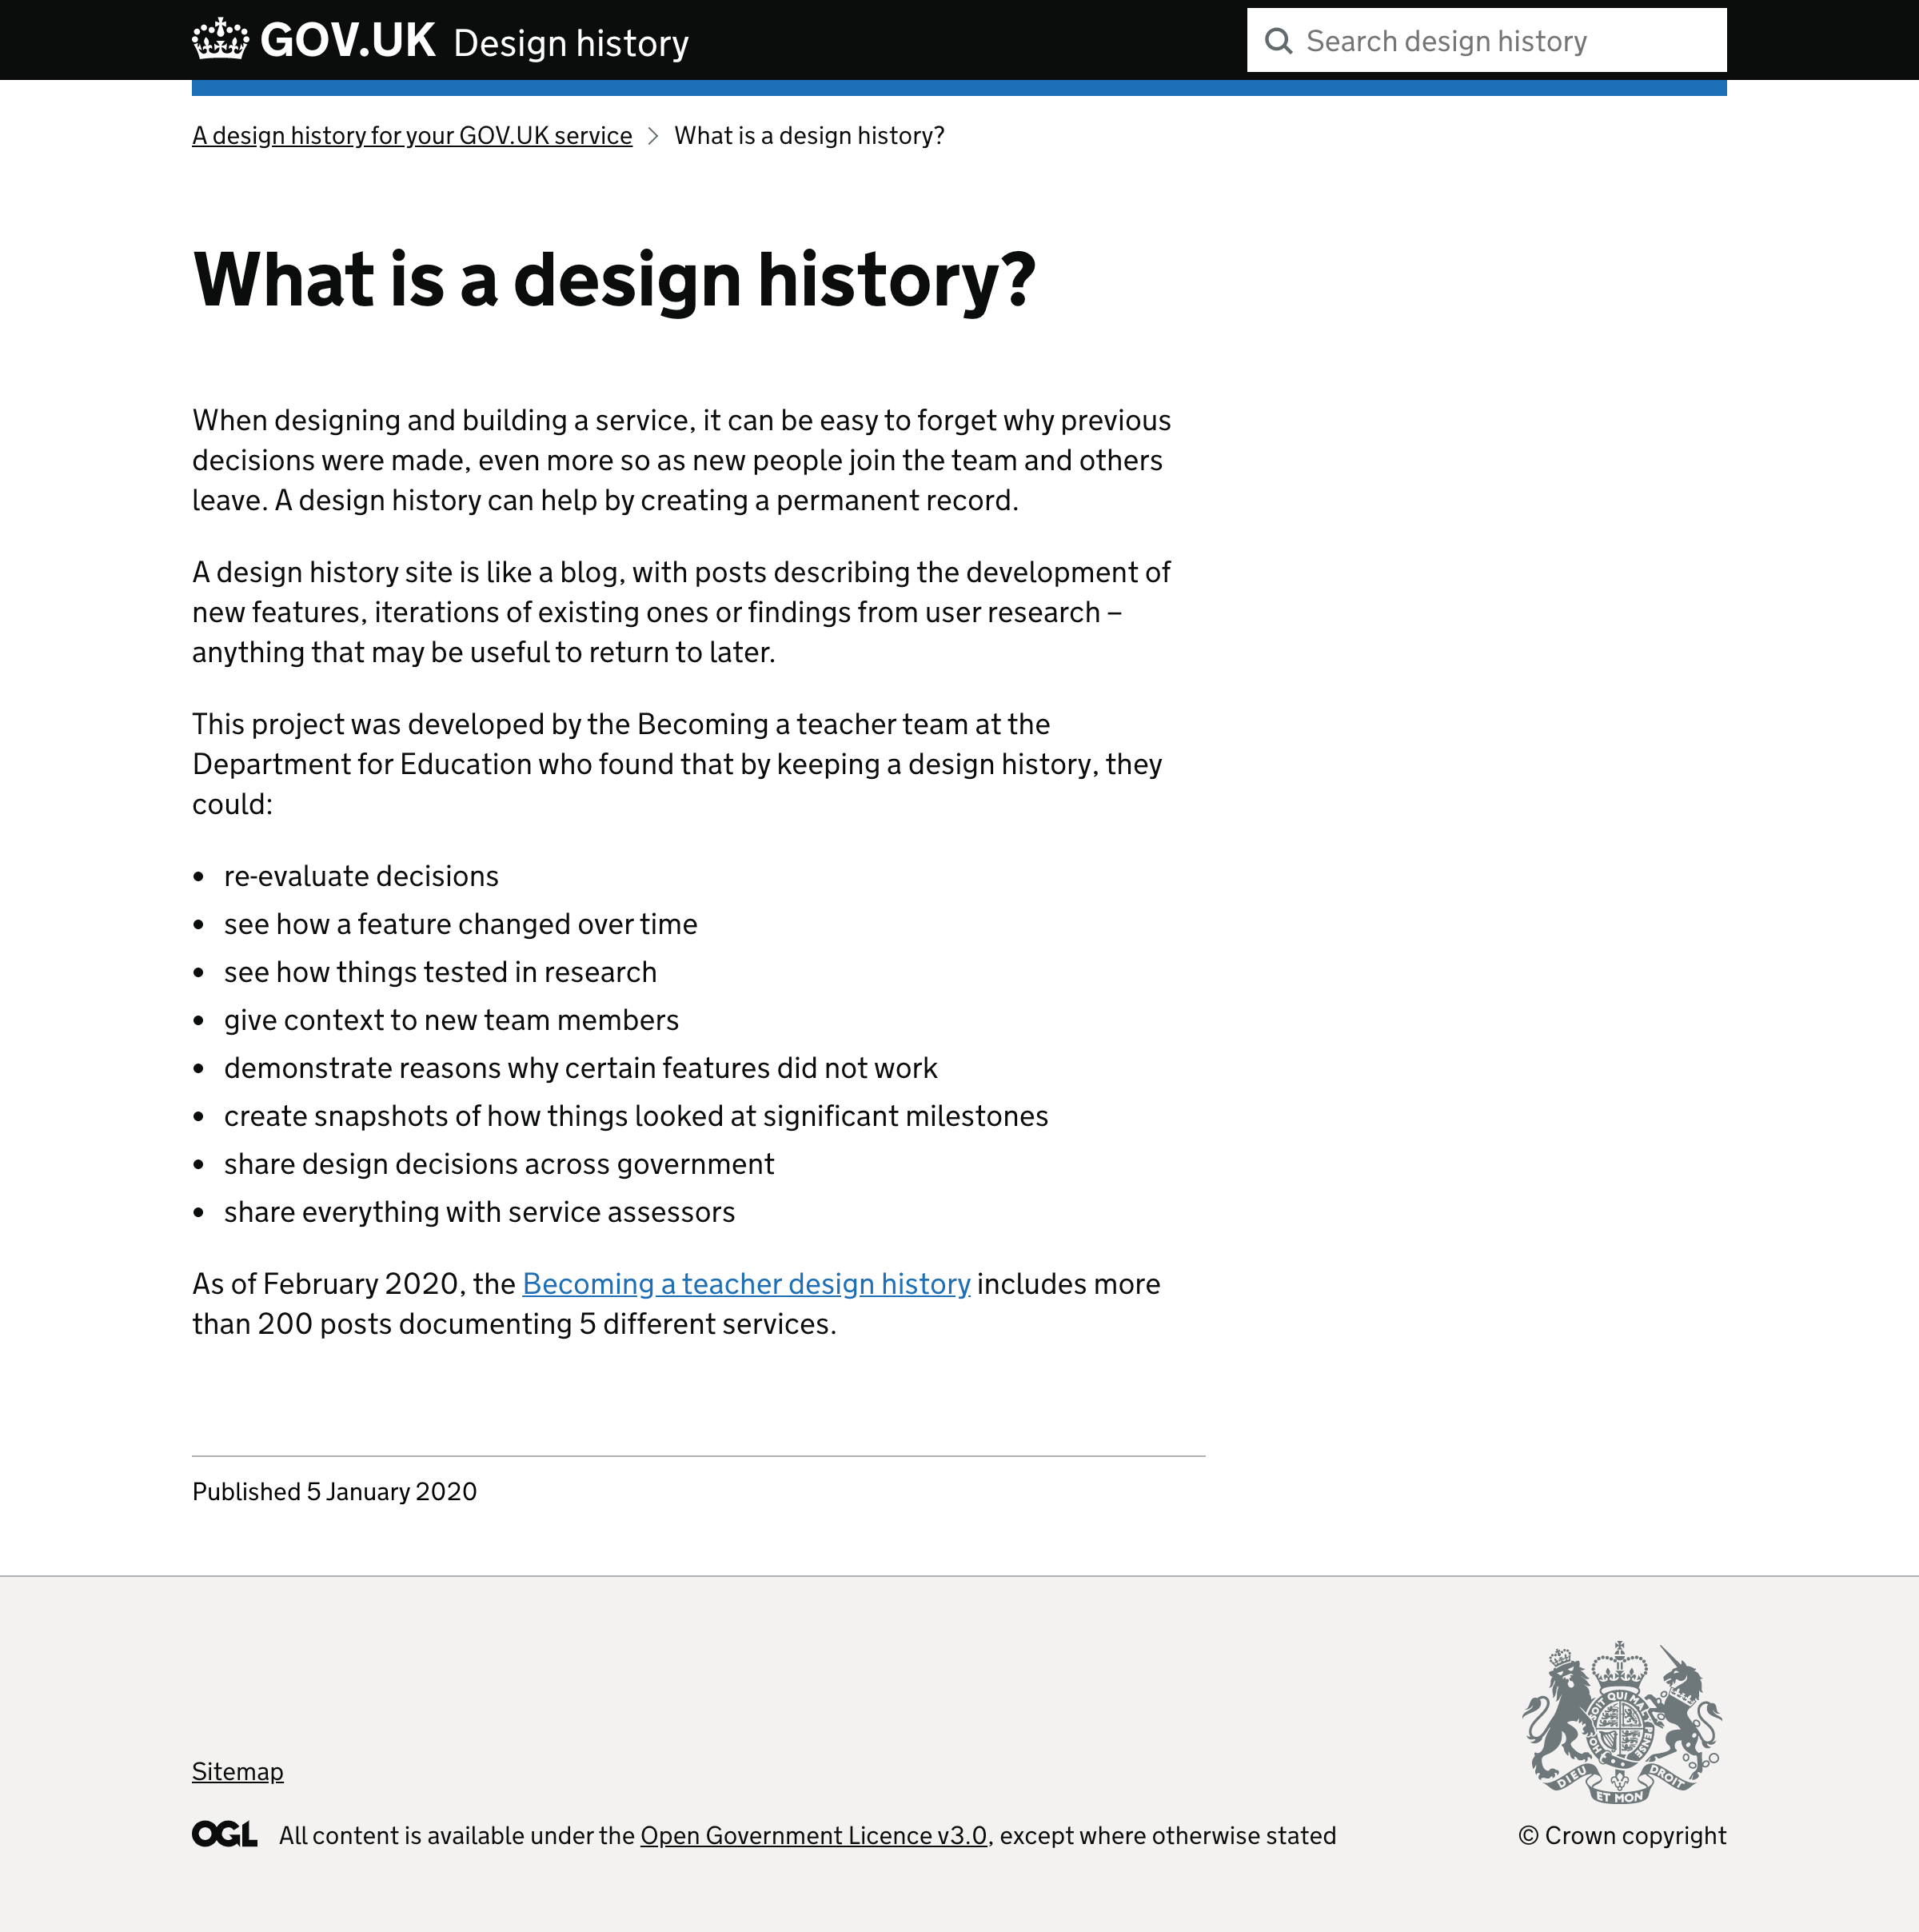 GOV.UK Design history
Search design history
A design history for your GOV.UK service > What is a design history?
What is a design history?
When designing and building a service, it can be easy to forget why previous
decisions were made, even more so as new people join the team and others
leave. A design history can help by creating a permanent record.
A design history site is like a blog, with posts describing the development of
new features, iterations of existing ones or findings from user research –
anything that may be useful to return to later.
This project was developed by the Becoming a teacher team at the
Department for Education who found that by keeping a design history, they
could:
• re-evaluate decisions
• see how a feature changed over time
• see how things tested in research
• give context to new team members
• demonstrate reasons why certain features did not work
• create snapshots of how things looked at significant milestones
• share design decisions across government
• share everything with service assessors
As of February 2020, the Becoming a teacher design history includes more
than 200 posts documenting 5 different services.
Published 5 January 2020
Sitemap
OGL All content is available under the Open Government Licence v3.0, except where otherwise stated
DIEU ET MON DROIT
© Crown copyright